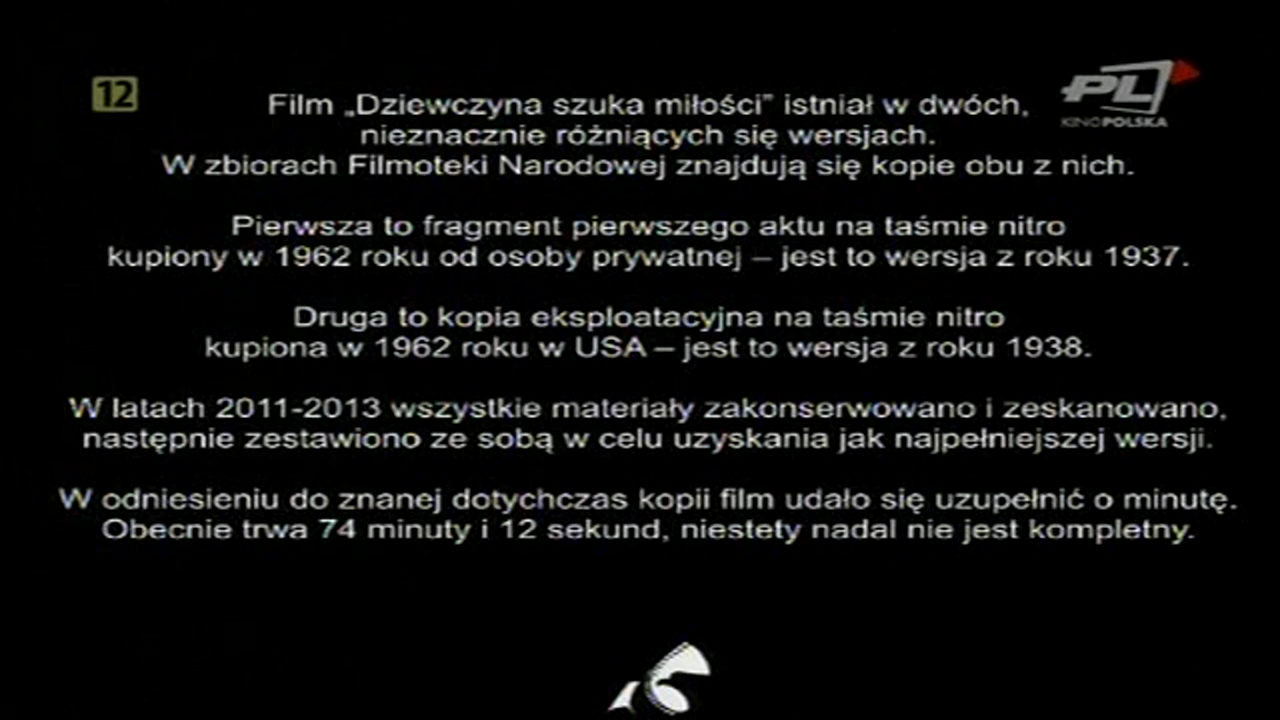 12
PL
KINOPOLSKA
Film „Dziewczyna szuka miłości” istniał w dwóch,
nieznacznie różniących się wersjach.
W zbiorach Filmoteki Narodowej znajdują się kopie obu z nich.
Pierwsza to fragment pierwszego aktu na taśmie nitro
kupiony w 1962 roku od osoby prywatnej – jest to wersja z roku 1937.
Druga to kopia eksploatacyjna na taśmie nitro
kupiona w 1962 roku w USA – jest to wersja z roku 1938.
W latach 2011-2013 wszystkie materiały zakonserwowano i zeskanowano,
następnie zestawiono ze sobą w celu uzyskania jak najpełniejszej wersji.
W odniesieniu do znanej dotychczas kopii film udało się uzupełnić o minutę.
Obecnie trwa 74 minuty i 12 sekund, niestety nadal nie jest kompletny.